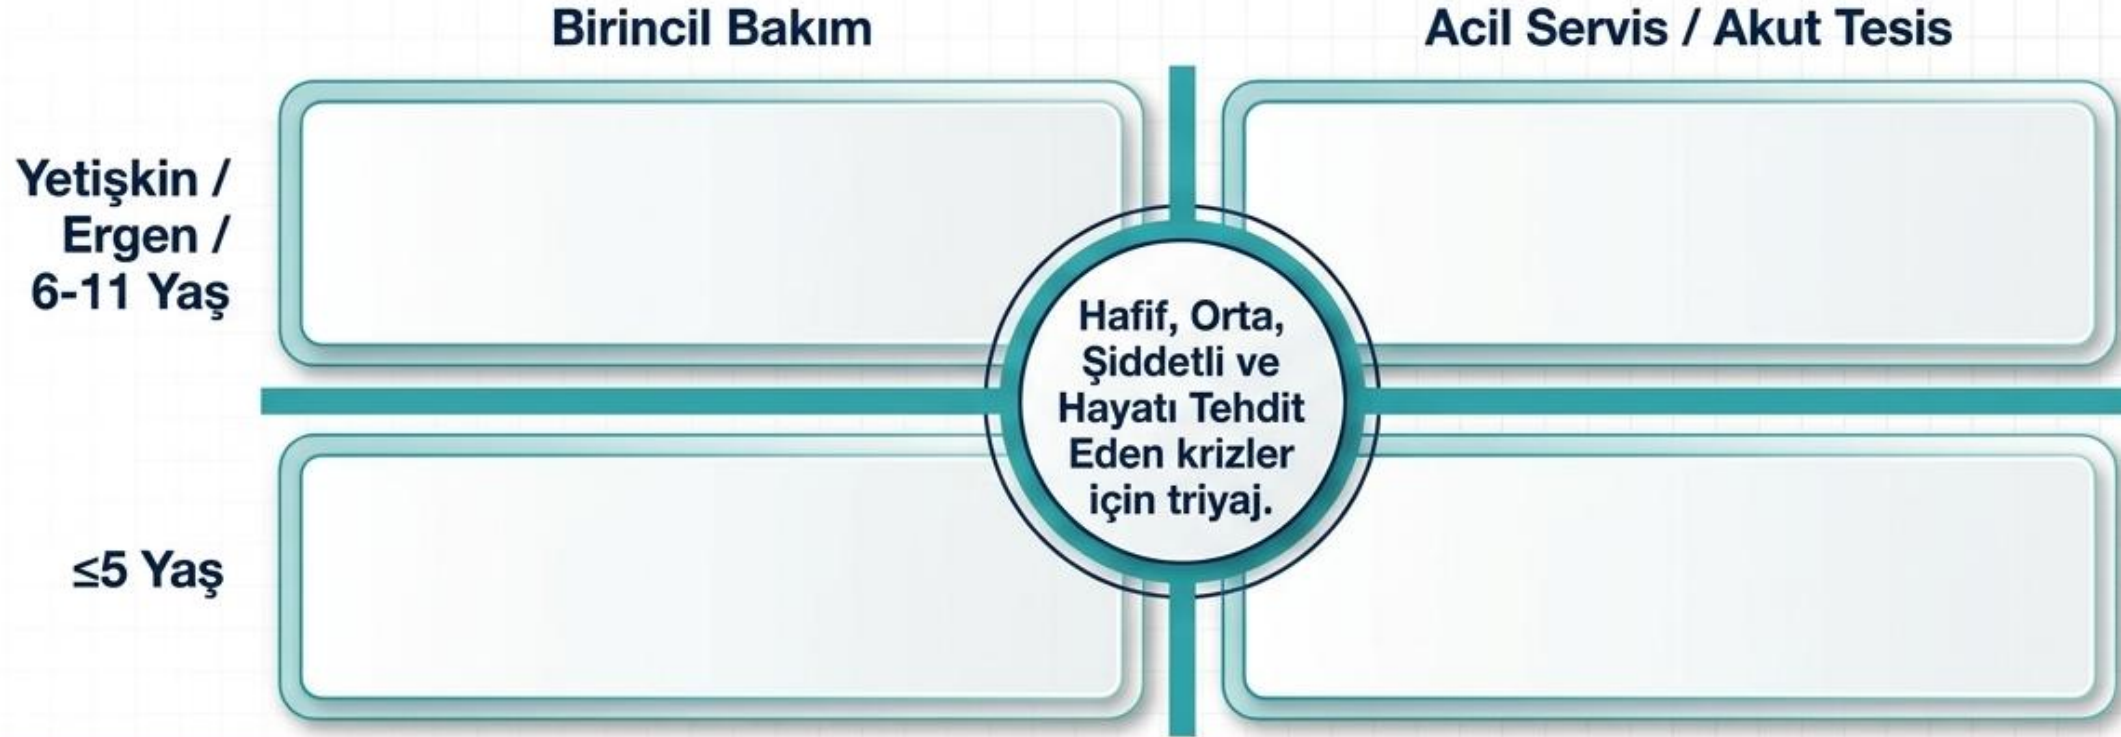 Birincil Bakım
Acil Servis / Akut Tesis
Yetişkin /
Ergen /
6-11 Yaş
Hafif, Orta,
Şiddetli ve
Hayatı Tehdit
Eden krizler
için triyaj.
≤5 Yaş